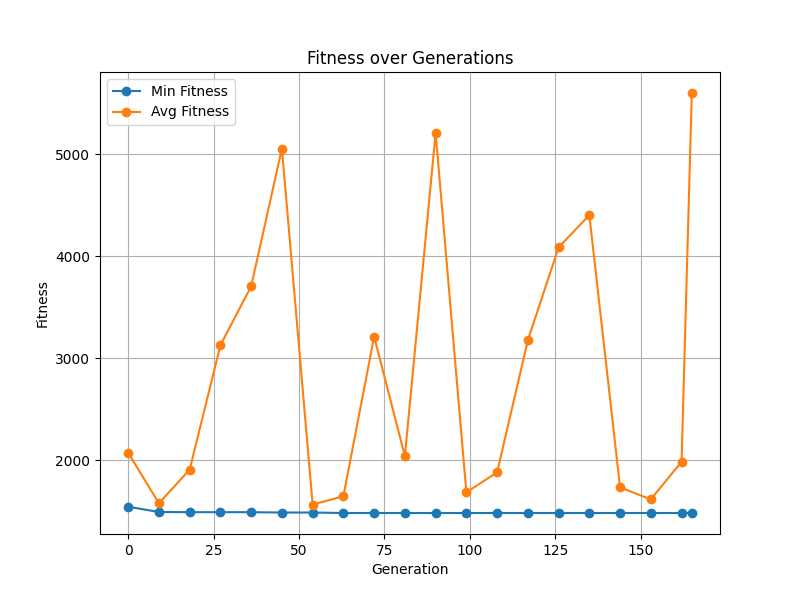 Fitness over Generations
Min Fitness
Avg Fitness
5000
4000
3000
2000
Fitness
0 25 50 75 100 125 150
Generation